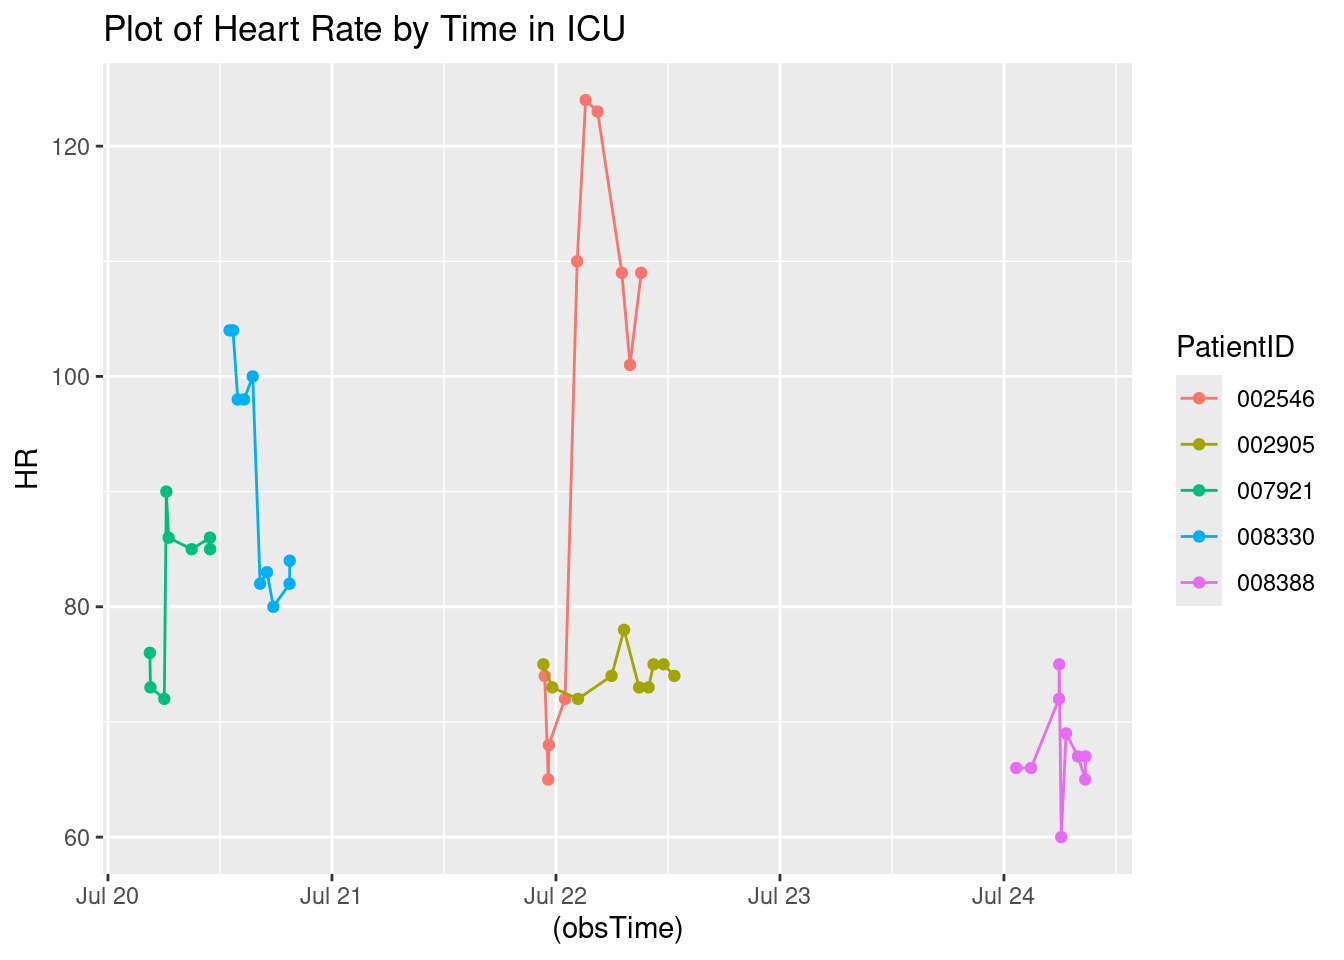 Plot of Heart Rate by Time in ICU
120
100
80
60
HR
Jul 20 Jul 21 Jul 22 Jul 23 Jul 24
(obsTime)
PatientID
002546
002905
007921
008330
008388